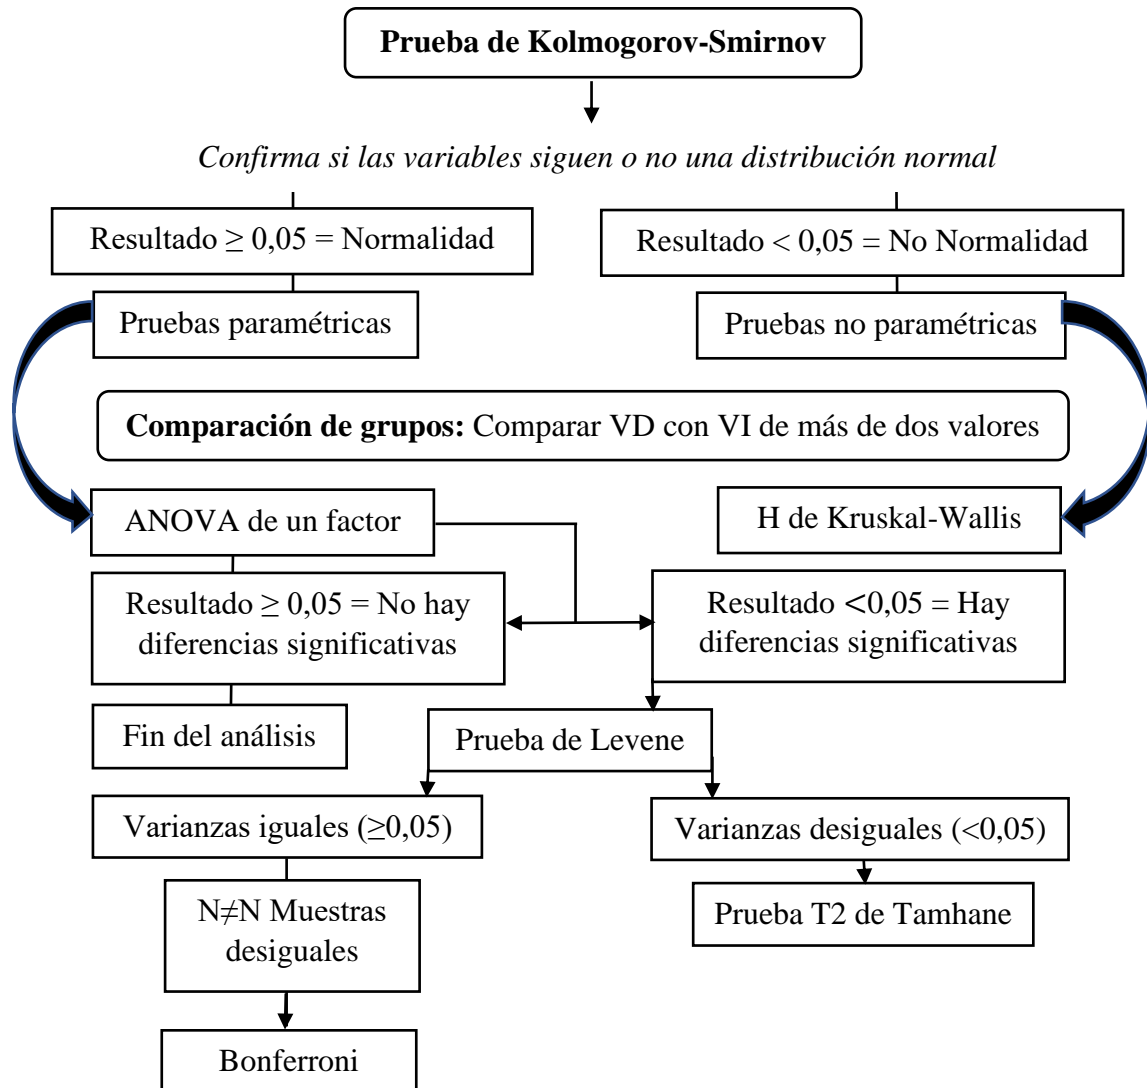 Prueba de Kolmogorov-Smirnov
Confirma si las variables siguen o no una distribución normal
Resultado ≥ 0,05 = Normalidad
Resultado < 0,05 = No Normalidad
Pruebas paramétricas
Pruebas no paramétricas
Comparación de grupos: Comparar VD con VI de más de dos valores
ANOVA de un factor
H de Kruskal-Wallis
Resultado ≥ 0,05 = No hay
diferencias significativas
Resultado <0,05 = Hay
diferencias significativas
Fin del análisis
Prueba de Levene
Varianzas iguales (≥0,05)
Varianzas desiguales (<0,05)
N≠N Muestras
desiguales
Prueba T2 de Tamhane
Bonferroni